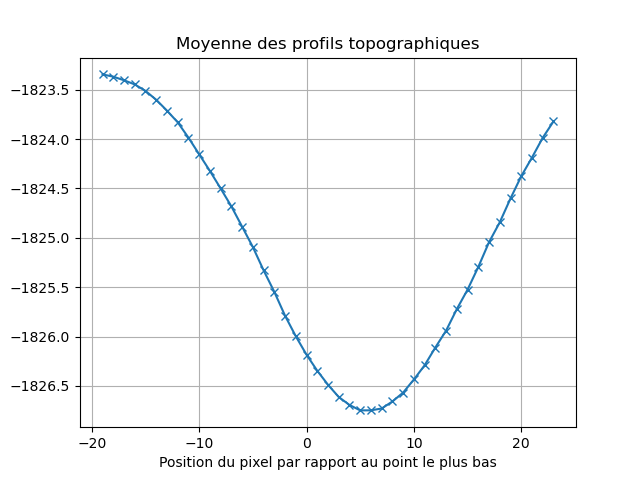 Moyenne des profils topographiques
−1823.5
−1824.0
−1824.5
−1825.0
−1825.5
−1826.0
−1826.5
−20 −10 0 10 20
Position du pixel par rapport au point le plus bas